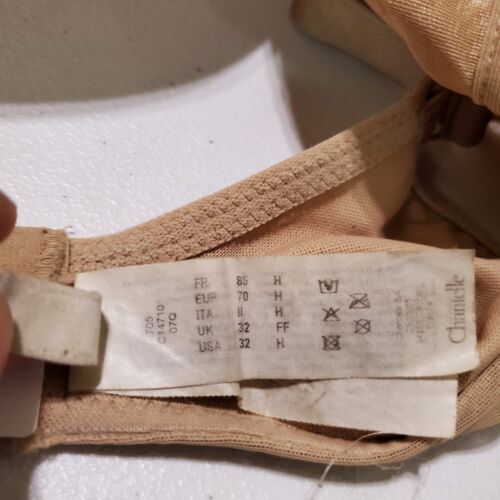 FR 85 H
EUR 70 H
ITA II H
UK 32 FF
USA 32 H
705
C14710
07Q
Chantelle